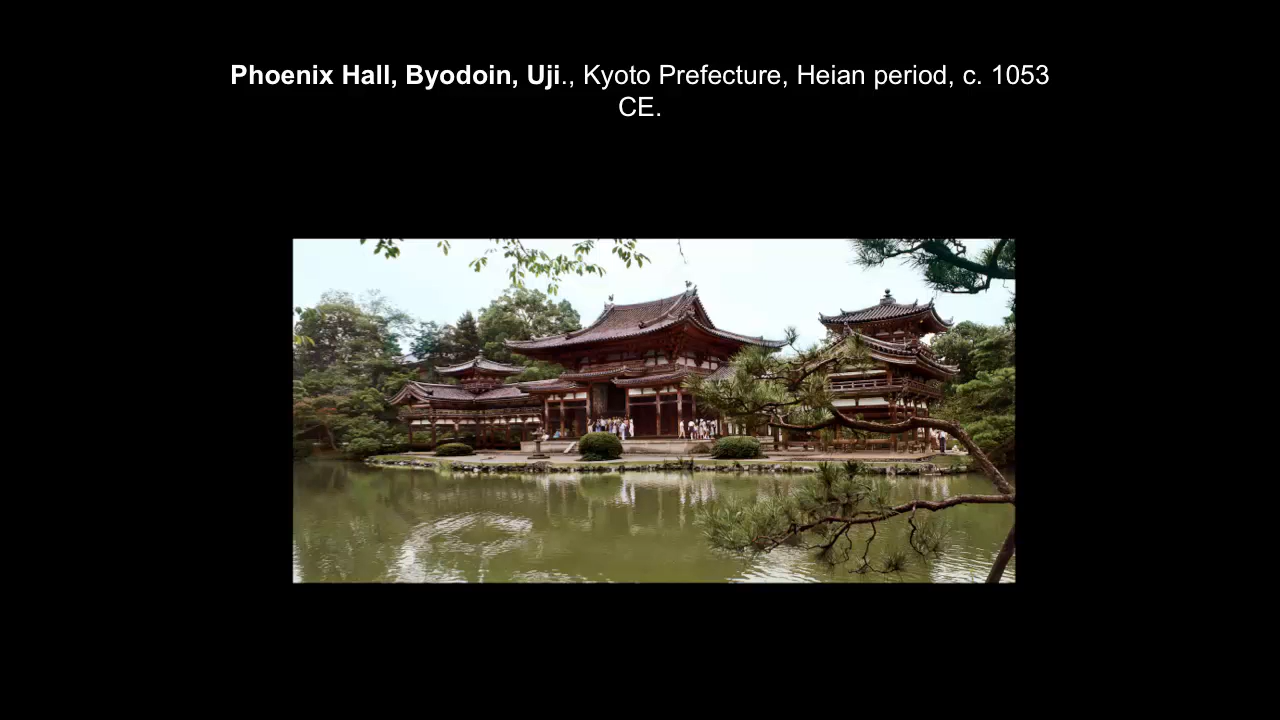 Phoenix Hall, Byodoin, Uji., Kyoto Prefecture, Heian period, c. 1053
CE.